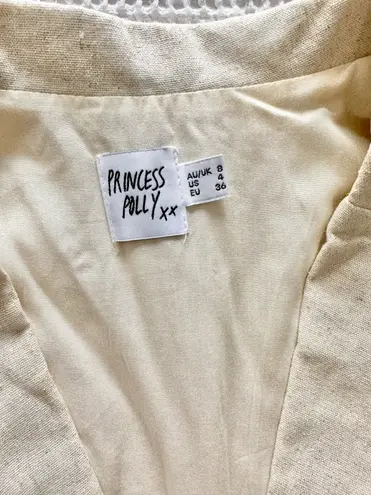 PRINCESS
POLLY xx
AU/UK 8
US 4
EU 36